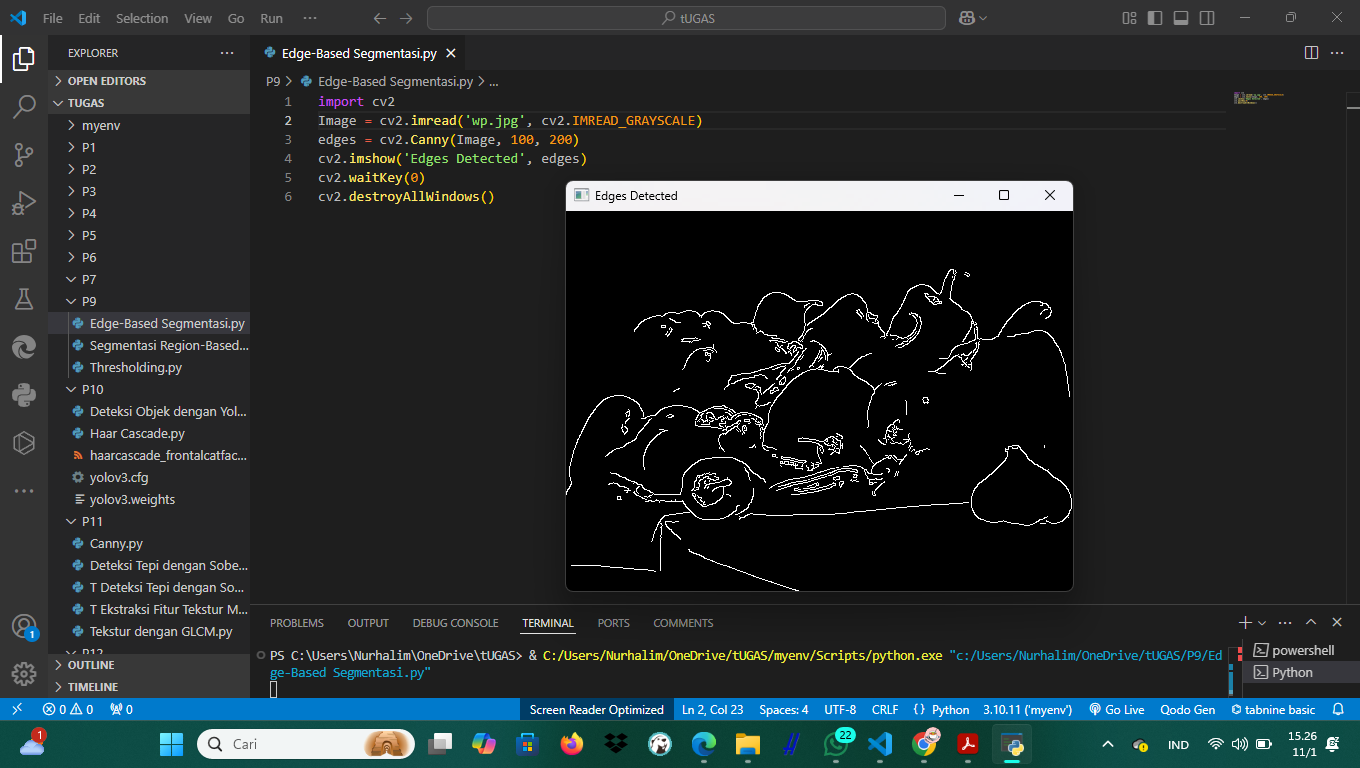 File Edit Selection View Go Run ··· tUGAS
EXPLORER ···
OPEN EDITORS
TUGAS
myenv
P1
P2
P3
P4
P5
P6
P7
P9
Edge-Based Segmentasi.py
Segmentasi Region-Based...
Thresholding.py
P10
Deteksi Objek dengan Yol...
Haar Cascade.py
haarcascade_frontalcatfac...
yolov3.cfg
yolov3.weights
P11
Canny.py
Deteksi Tepi dengan Sobe...
T Deteksi Tepi dengan So...
T Ekstraksi Fitur Tekstur M...
Tekstur dengan GLCM.py
P12
OUTLINE
TIMELINE
Edge-Based Segmentasi.py
P9 > Edge-Based Segmentasi.py > ...
1 import cv2
2 Image = cv2.imread('wp.jpg', cv2.IMREAD_GRAYSCALE)
3 edges = cv2.Canny(Image, 100, 200)
4 cv2.imshow('Edges Detected', edges)
5 cv2.waitKey(0)
6 cv2.destroyAllWindows()
Edges Detected
PROBLEMS OUTPUT DEBUG CONSOLE TERMINAL PORTS COMMENTS
PS C:\Users\Nurhalim\OneDrive\tUGAS> & C:/Users/Nurhalim/OneDrive/tUGAS/myenv/Scripts/python.exe "c:/Users/Nurhalim/OneDrive/tUGAS/P9/Ed
ge-Based Segmentasi.py"
powershell
Python
1
0 0 0 Screen Reader Optimized Ln 2, Col 23 Spaces: 4 UTF-8 CRLF {} Python 3.10.11 ('myenv') Go Live Qodo Gen tabnine basic
1 Cari 22 IND 15.26
11/1